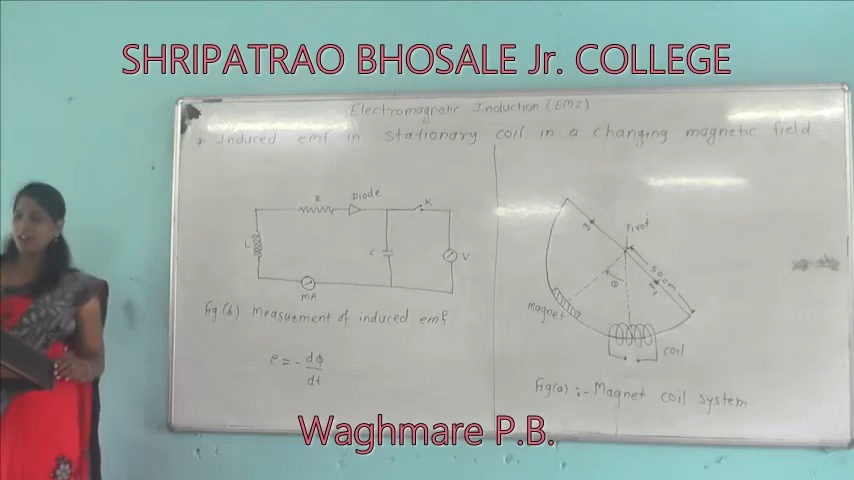 SHRIPATRAO BHOSALE Jr. COLLEGE
Electromagnetic Induction (EMI)
* Induced emf in stationary coil in a changing magnetic field
R
Diode
K
L
C
V
mA
fig (b) measurment of induced emf
e = - dφ
dt
Pivot
50cm
θ
magnet
coil
fig(a) :- Magnet coil system
Waghmare P.B.